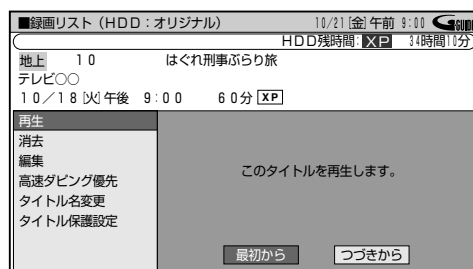 ■録画リスト（HDD：オリジナル） 10/21[金]午前 9:00
HDD残時間：XP 34時間10分
地上 10 はぐれ刑事ぶらり旅
テレビ○○
10／18[火]午後 9:00 60分 XP
再生
消去
編集
高速ダビング優先
タイトル名変更
タイトル保護設定
このタイトルを再生します。
最初から つづきから